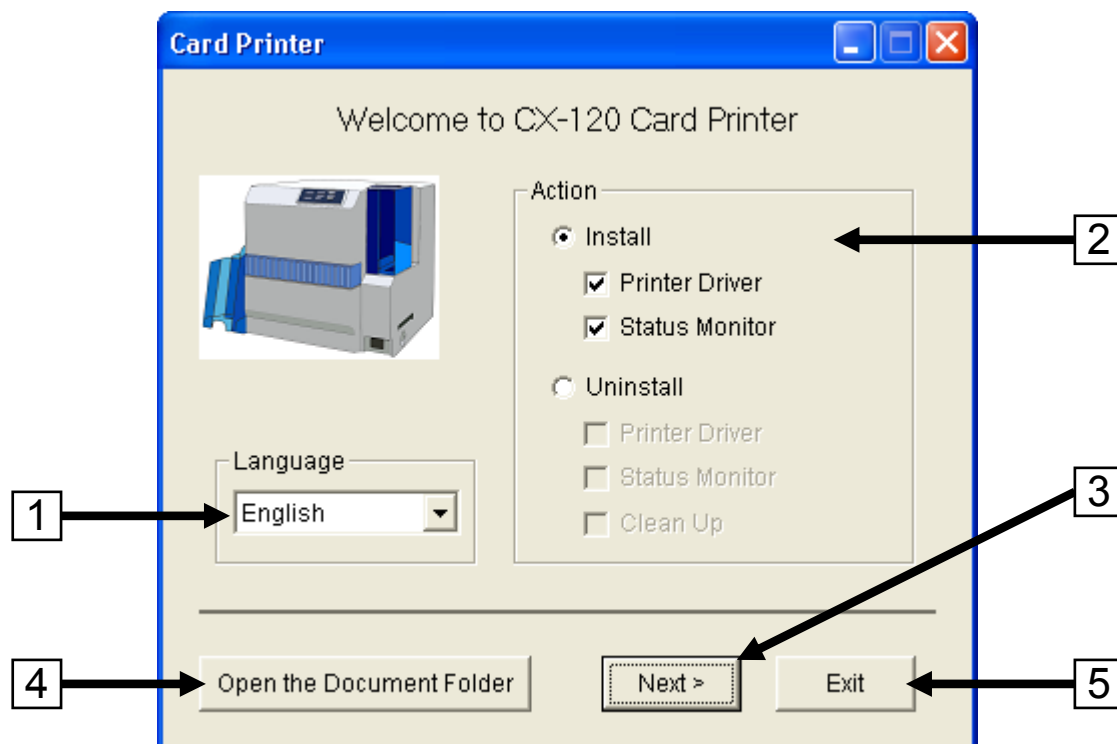 Card Printer
Welcome to CX-120 Card Printer
Action
Install
2
Printer Driver
Status Monitor
Uninstall
Printer Driver
Language
Status Monitor
3
1
English
Clean Up
4
Open the Document Folder
Next >
Exit
5